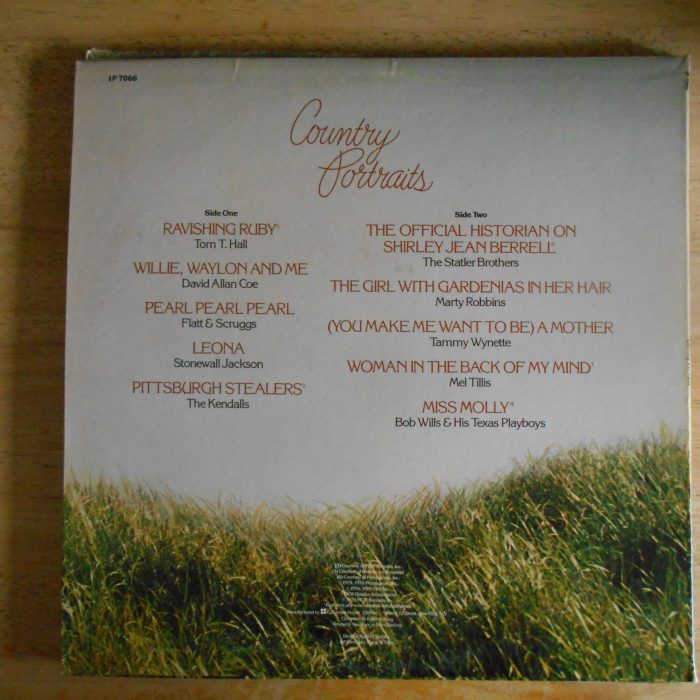 1P 7066
Country
Portraits
Side One
RAVISHING RUBY
Tom T. Hall
WILLIE, WAYLON AND ME
David Allan Coe
PEARL PEARL PEARL
Flatt & Scruggs
LEONA
Stonewall Jackson
PITTSBURGH STEALERS
The Kendalls
Side Two
THE OFFICIAL HISTORIAN ON
SHIRLEY JEAN BERRELL
The Statler Brothers
THE GIRL WITH GARDENIAS IN HER HAIR
Marty Robbins
(YOU MAKE ME WANT TO BE) A MOTHER
Tammy Wynette
WOMAN IN THE BACK OF MY MIND
Mel Tillis
MISS MOLLY
Bob Wills & His Texas Playboys
Manufactured by